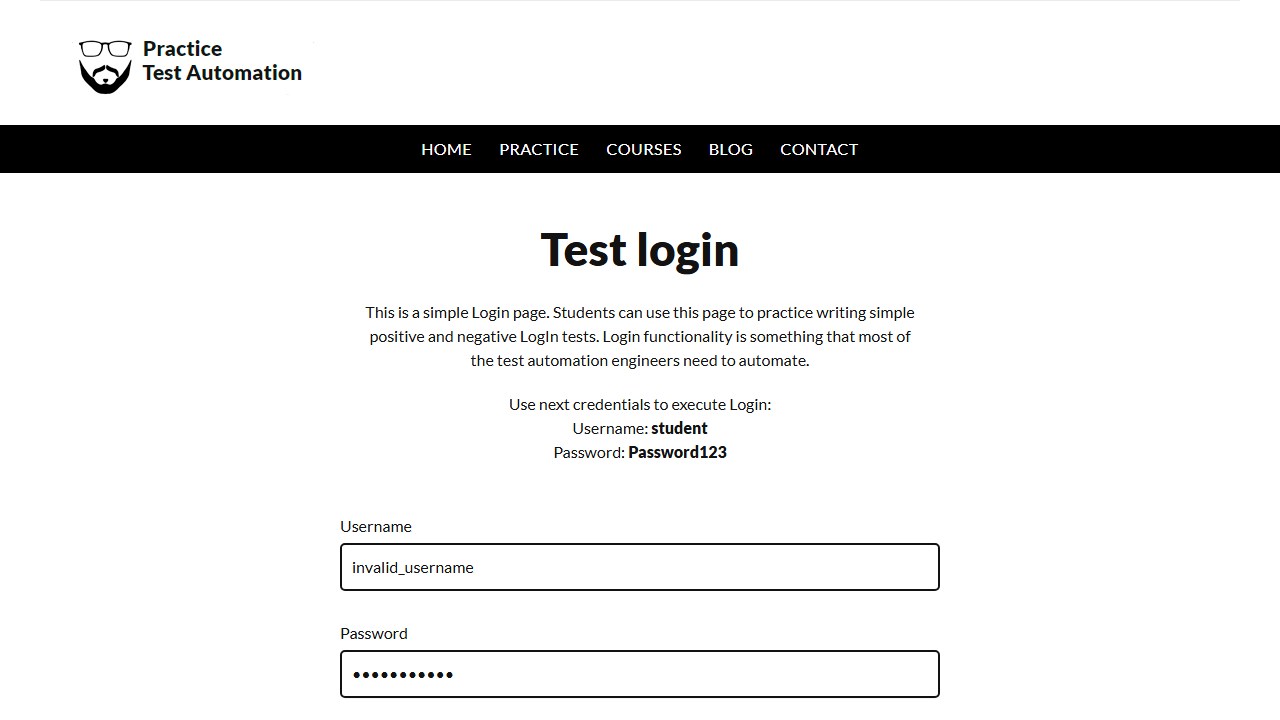 Practice
Test Automation
HOME PRACTICE COURSES BLOG CONTACT
Test login
This is a simple Login page. Students can use this page to practice writing simple
positive and negative LogIn tests. Login functionality is something that most of
the test automation engineers need to automate.
Use next credentials to execute Login:
Username: student
Password: Password123
Username
invalid_username
Password
•••••••••••